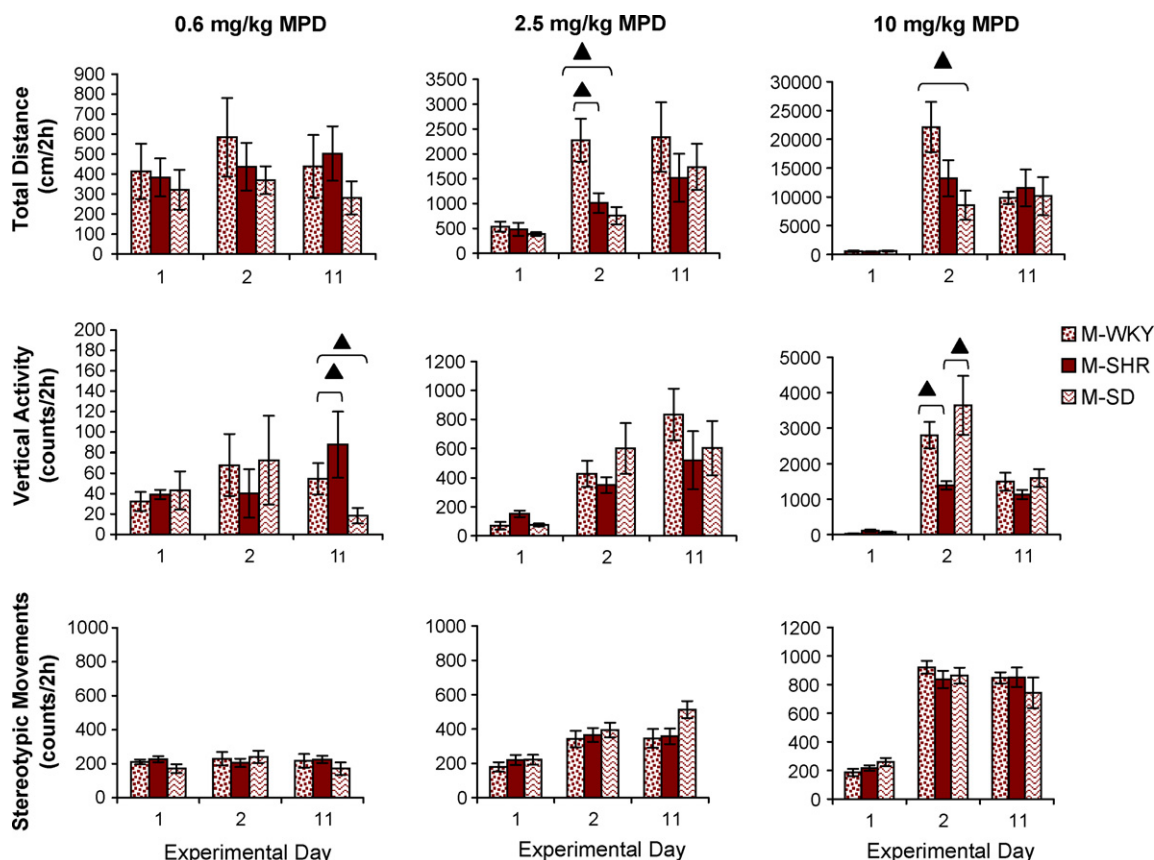 0.6 mg/kg MPD
2.5 mg/kg MPD
10 mg/kg MPD
Total Distance
(cm/2h)
900
800
700
600
500
400
300
200
100
0
1 2 11
3500
3000
2500
2000
1500
1000
500
0
1 2 11
30000
25000
20000
15000
10000
5000
0
1 2 11
Vertical Activity
(counts/2h)
200
180
160
140
120
100
80
60
40
20
0
1 2 11
1200
1000
800
600
400
200
0
1 2 11
5000
4000
3000
2000
1000
0
1 2 11
M-WKY
M-SHR
M-SD
Stereotypic Movements
(counts/2h)
1000
800
600
400
200
0
1 2 11
Experimental Day
1000
800
600
400
200
0
1 2 11
Experimental Day
1200
1000
800
600
400
200
0
1 2 11
Experimental Day